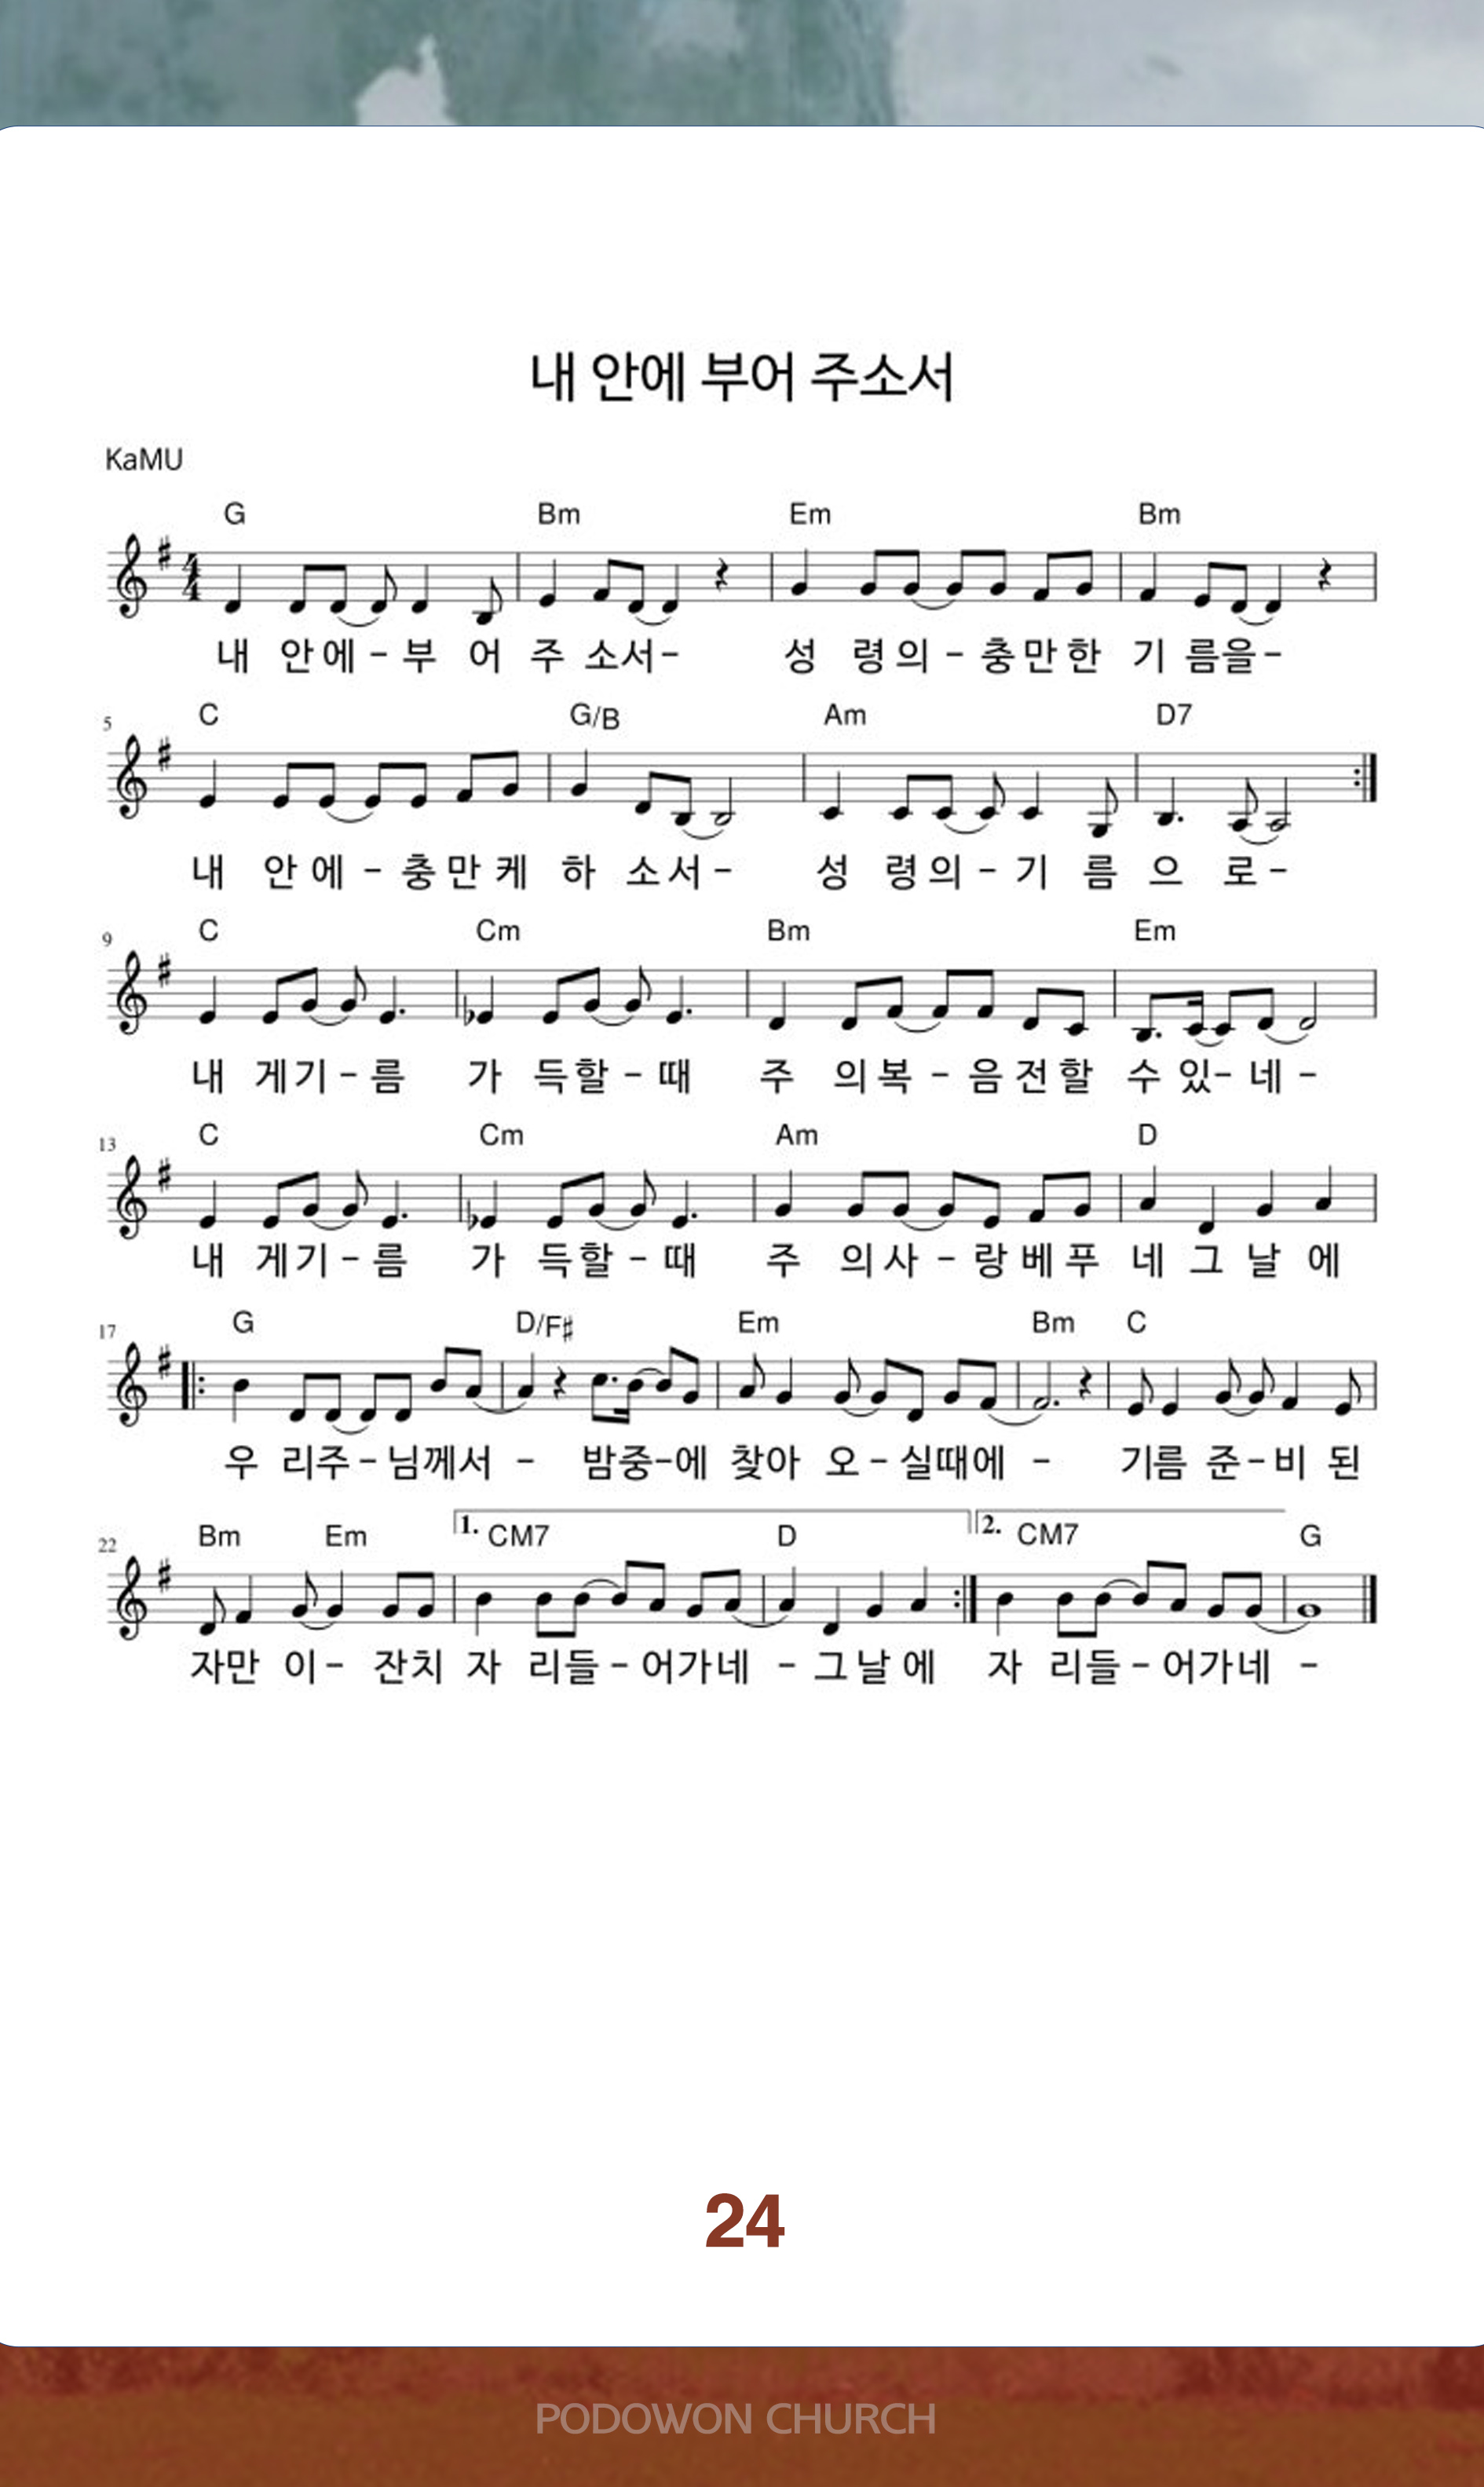 내 안에 부어 주소서
KaMU
G Bm Em Bm
4 4
내 안에 - 부 어 주 소서 - 성 령의 - 충만한 기 름을 -
C G/B Am D7
5
내 안에 - 충만케 하 소서 - 성 령의 - 기 름 으 로 -
C Cm Bm Em
9
내 게기 - 름 가 득할 - 때 주 의복 - 음전할 수 있 - 네 -
C Cm Am D
13
내 게기 - 름 가 득할 - 때 주 의사 - 랑베푸 네 그 날 에
G D/F♯ Em Bm C
17
우 리주 - 님께서 - 밤중-에 찾아 오 - 실때에 - 기름 준 - 비 된
Bm Em 1. CM7 D 2. CM7 G
22
자만 이 - 잔치 자 리들 - 어가네 - 그날에 자 리들 - 어가네 -
24
PODOWON CHURCH